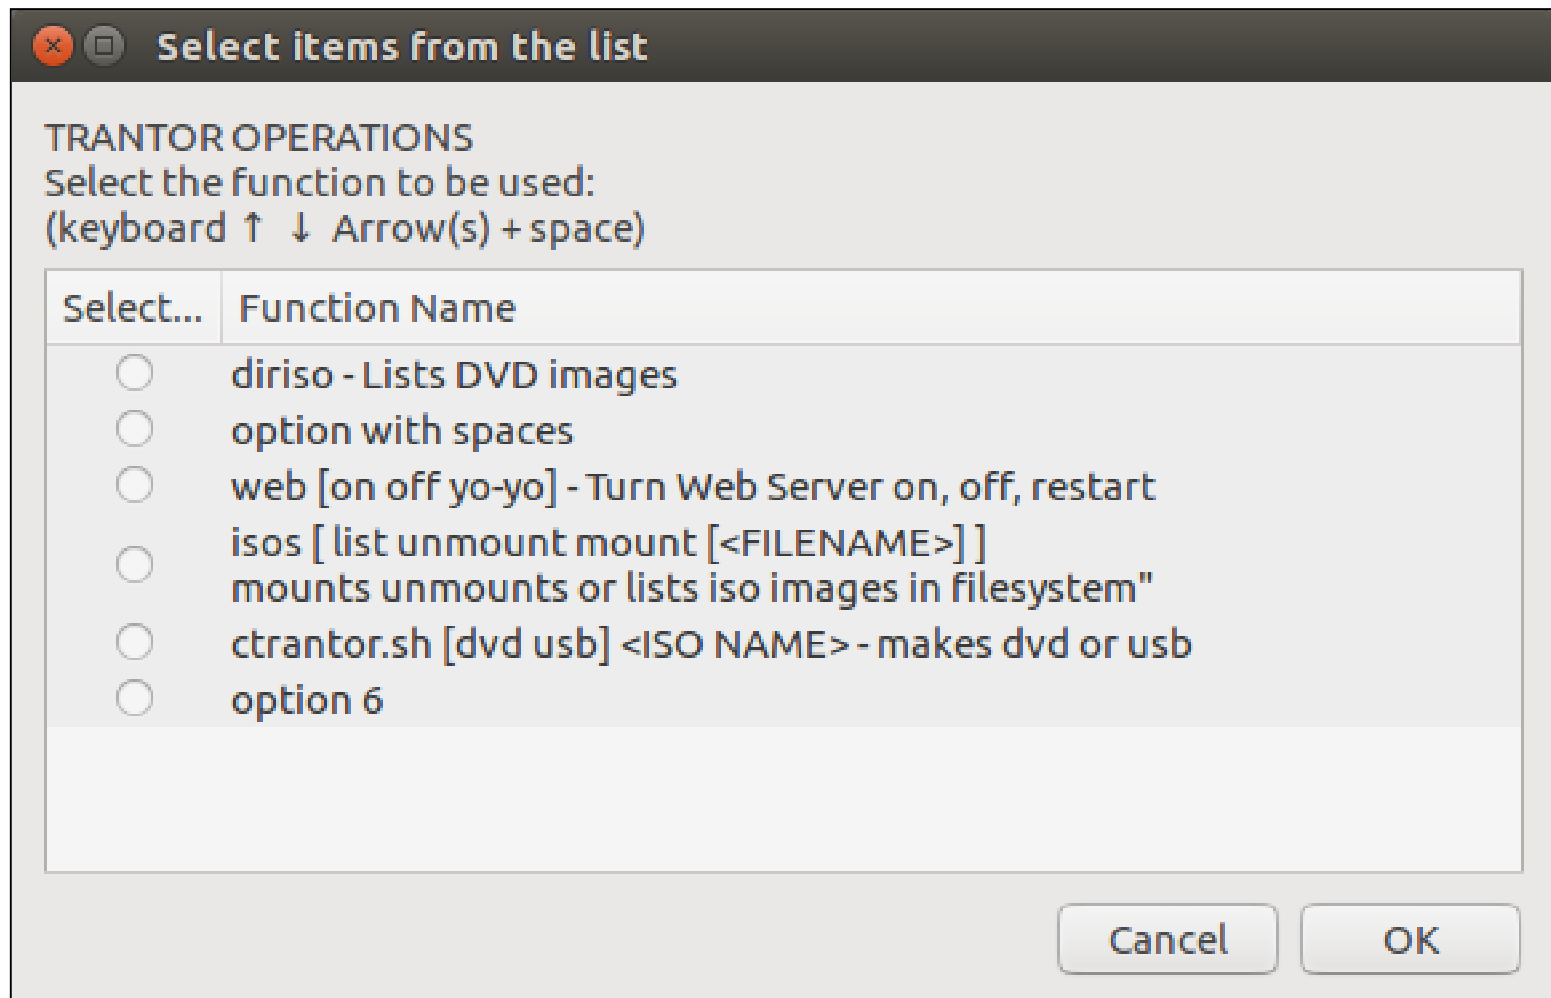 Select items from the list
TRANTOR OPERATIONS
Select the function to be used:
(keyboard ↑ ↓ Arrow(s) + space)
Select... Function Name
diriso - Lists DVD images
option with spaces
web [on off yo-yo] - Turn Web Server on, off, restart
isos [ list unmount mount [<FILENAME>] ]
mounts unmounts or lists iso images in filesystem"
ctrantor.sh [dvd usb] <ISO NAME> - makes dvd or usb
option 6
Cancel OK